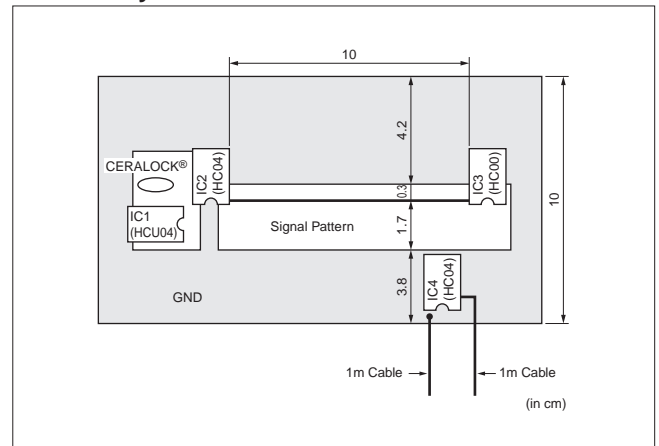 10
4.2
CERALOCK®
IC2
(HC04)
IC3
(HC00)
0.3
10
IC1
(HCU04)
Signal Pattern
1.7
GND
3.8
IC4
(HC04)
1m Cable
1m Cable
(in cm)